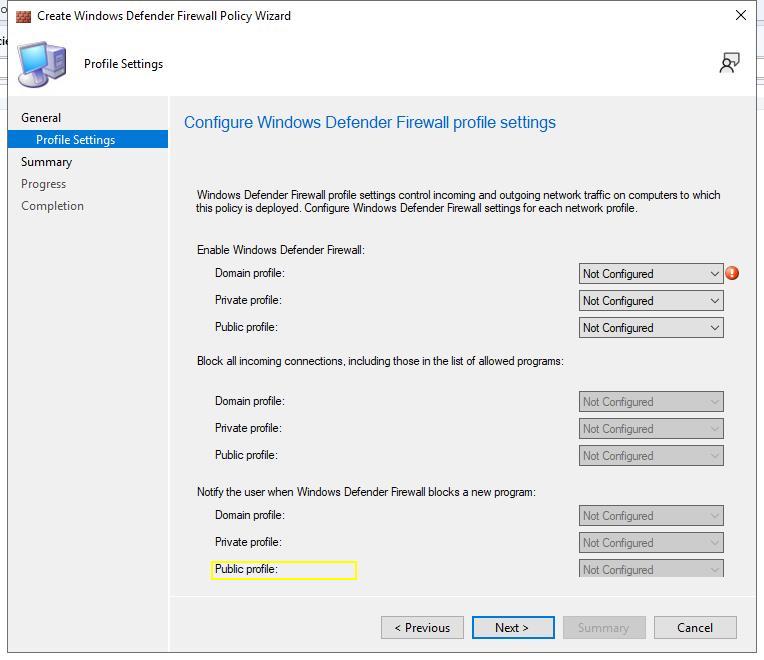 Create Windows Defender Firewall Policy Wizard
Profile Settings
General
Profile Settings
Summary
Progress
Completion
Configure Windows Defender Firewall profile settings
Windows Defender Firewall profile settings control incoming and outgoing network traffic on computers to which
this policy is deployed. Configure Windows Defender Firewall settings for each network profile.
Enable Windows Defender Firewall:
Domain profile: Not Configured
Private profile: Not Configured
Public profile: Not Configured
Block all incoming connections, including those in the list of allowed programs:
Domain profile: Not Configured
Private profile: Not Configured
Public profile: Not Configured
Notify the user when Windows Defender Firewall blocks a new program:
Domain profile: Not Configured
Private profile: Not Configured
Public profile: Not Configured
< Previous Next > Summary Cancel